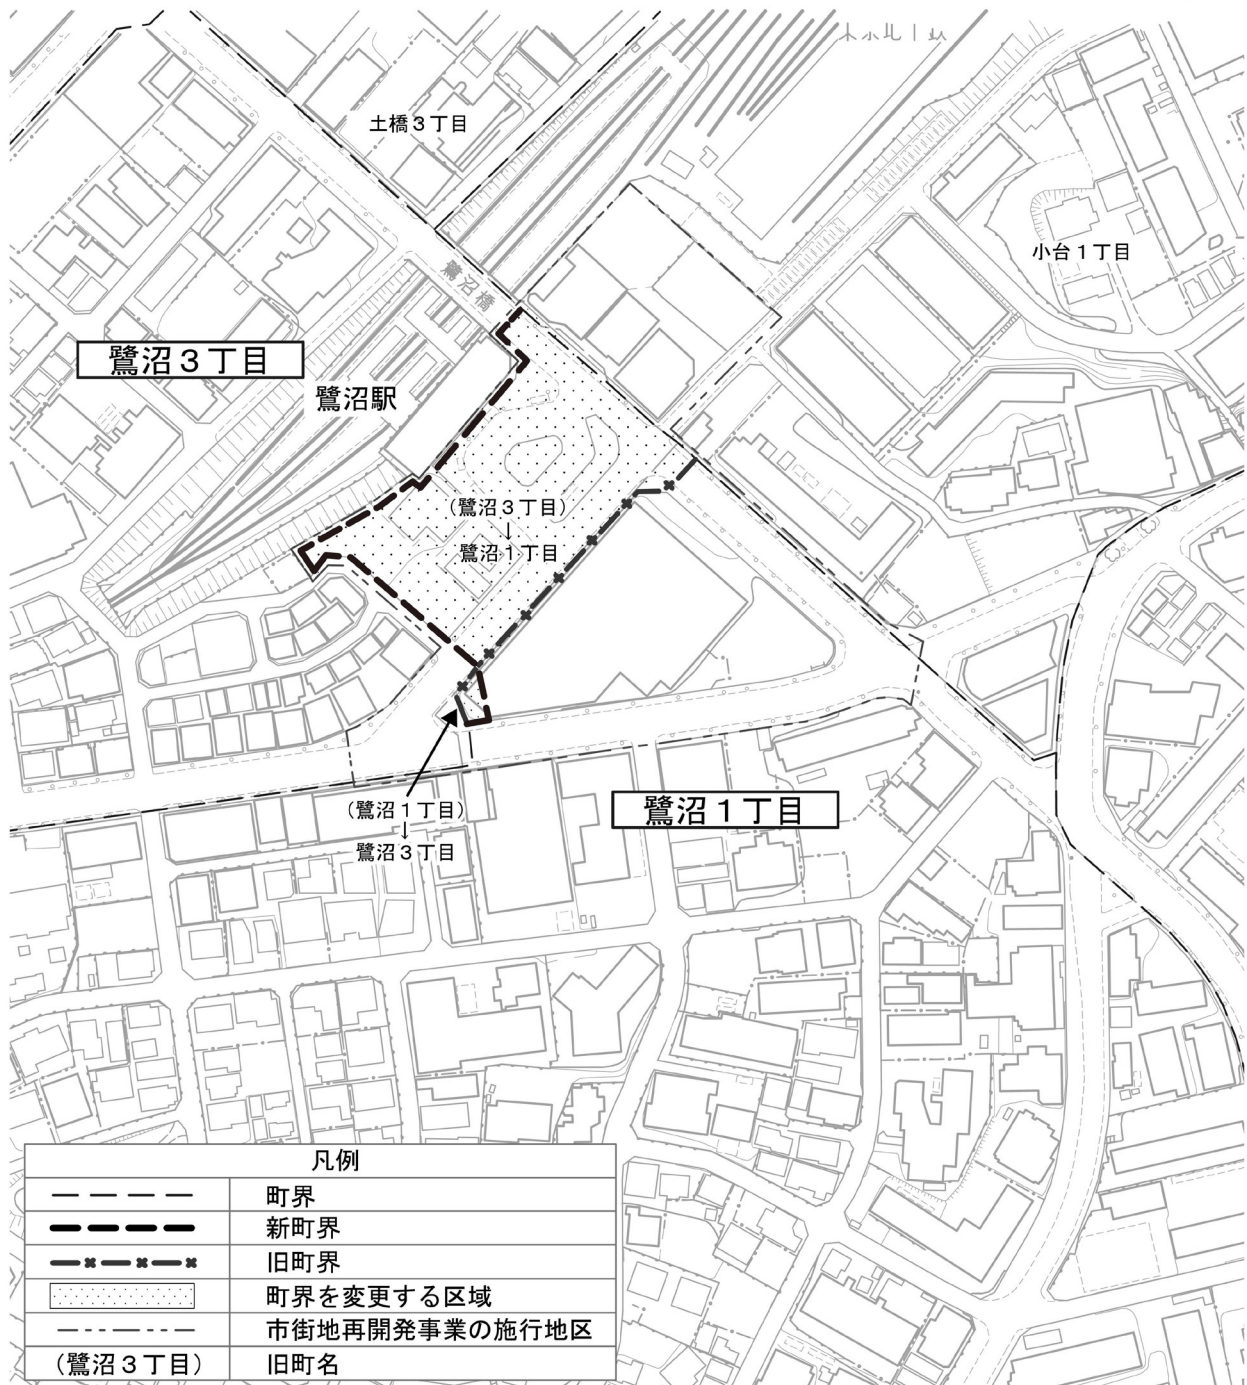 土橋３丁目
小台１丁目
鷺沼橋
鷺沼３丁目
鷺沼駅
(鷺沼３丁目)
↓
鷺沼１丁目
(鷺沼１丁目)
↓
鷺沼３丁目
鷺沼１丁目
凡例
町界
新町界
旧町界
町界を変更する区域
市街地再開発事業の施行地区
(鷺沼３丁目) 旧町名